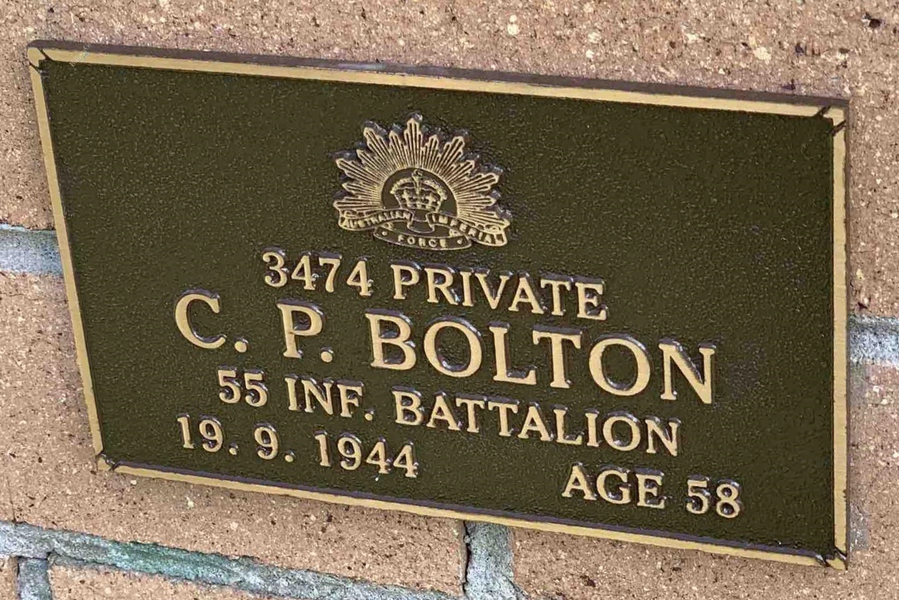 AUSTRALIAN IMPERIAL
FORCE
3474 PRIVATE
C. P. BOLTON
55 INF. BATTALION
19. 9. 1944 AGE 58